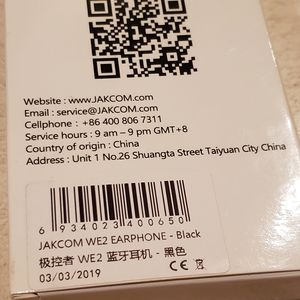 Website : www.JAKCOM.com
Email : service@JAKCOM.com
Cellphone : +86 400 806 7311
Service hours : 9 am – 9 pm GMT+8
Country of origin : China
Address : Unit 1 No.26 Shuangta Street Taiyuan City China
6 934023 400650
JAKCOM WE2 EARPHONE - Black
极控者 WE2 蓝牙耳机 - 黑色
03/03/2019 CE